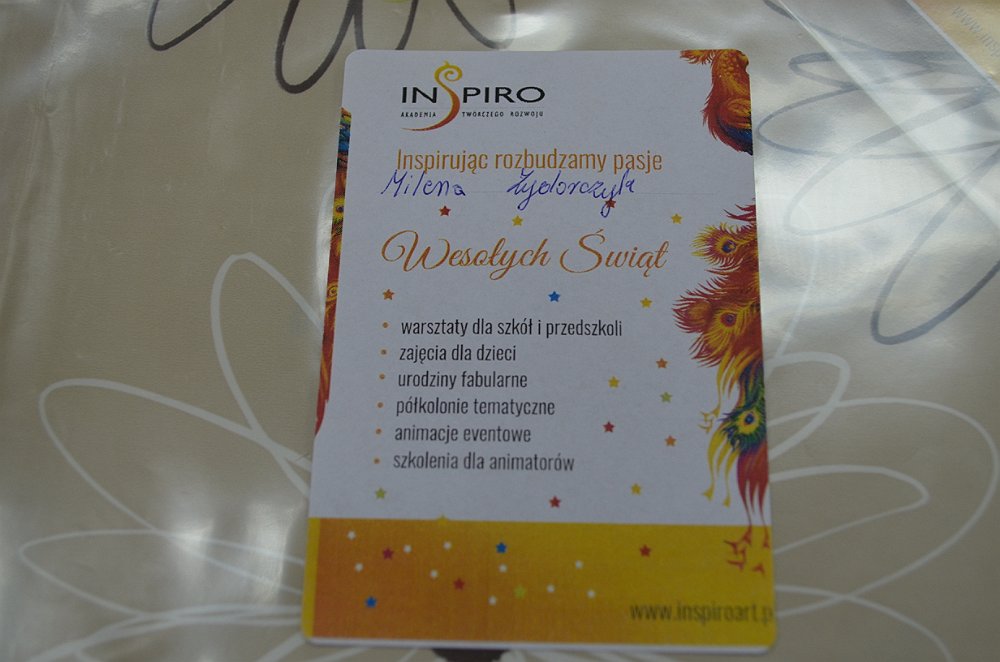 INSPIRO
AKADEMIA TWÓRCZEGO ROZWOJU
Inspirując rozbudzamy pasje
Milena Zydorczyk
Wesołych Świąt
• warsztaty dla szkół i przedszkoli
• zajęcia dla dzieci
• urodziny fabularne
• półkolonie tematyczne
• animacje eventowe
• szkolenia dla animatorów
www.inspiroart.p